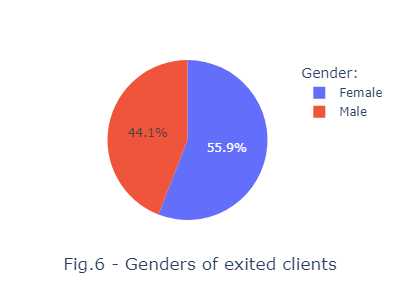 Gender:
Female
Male
44.1%
55.9%
Fig.6 - Genders of exited clients